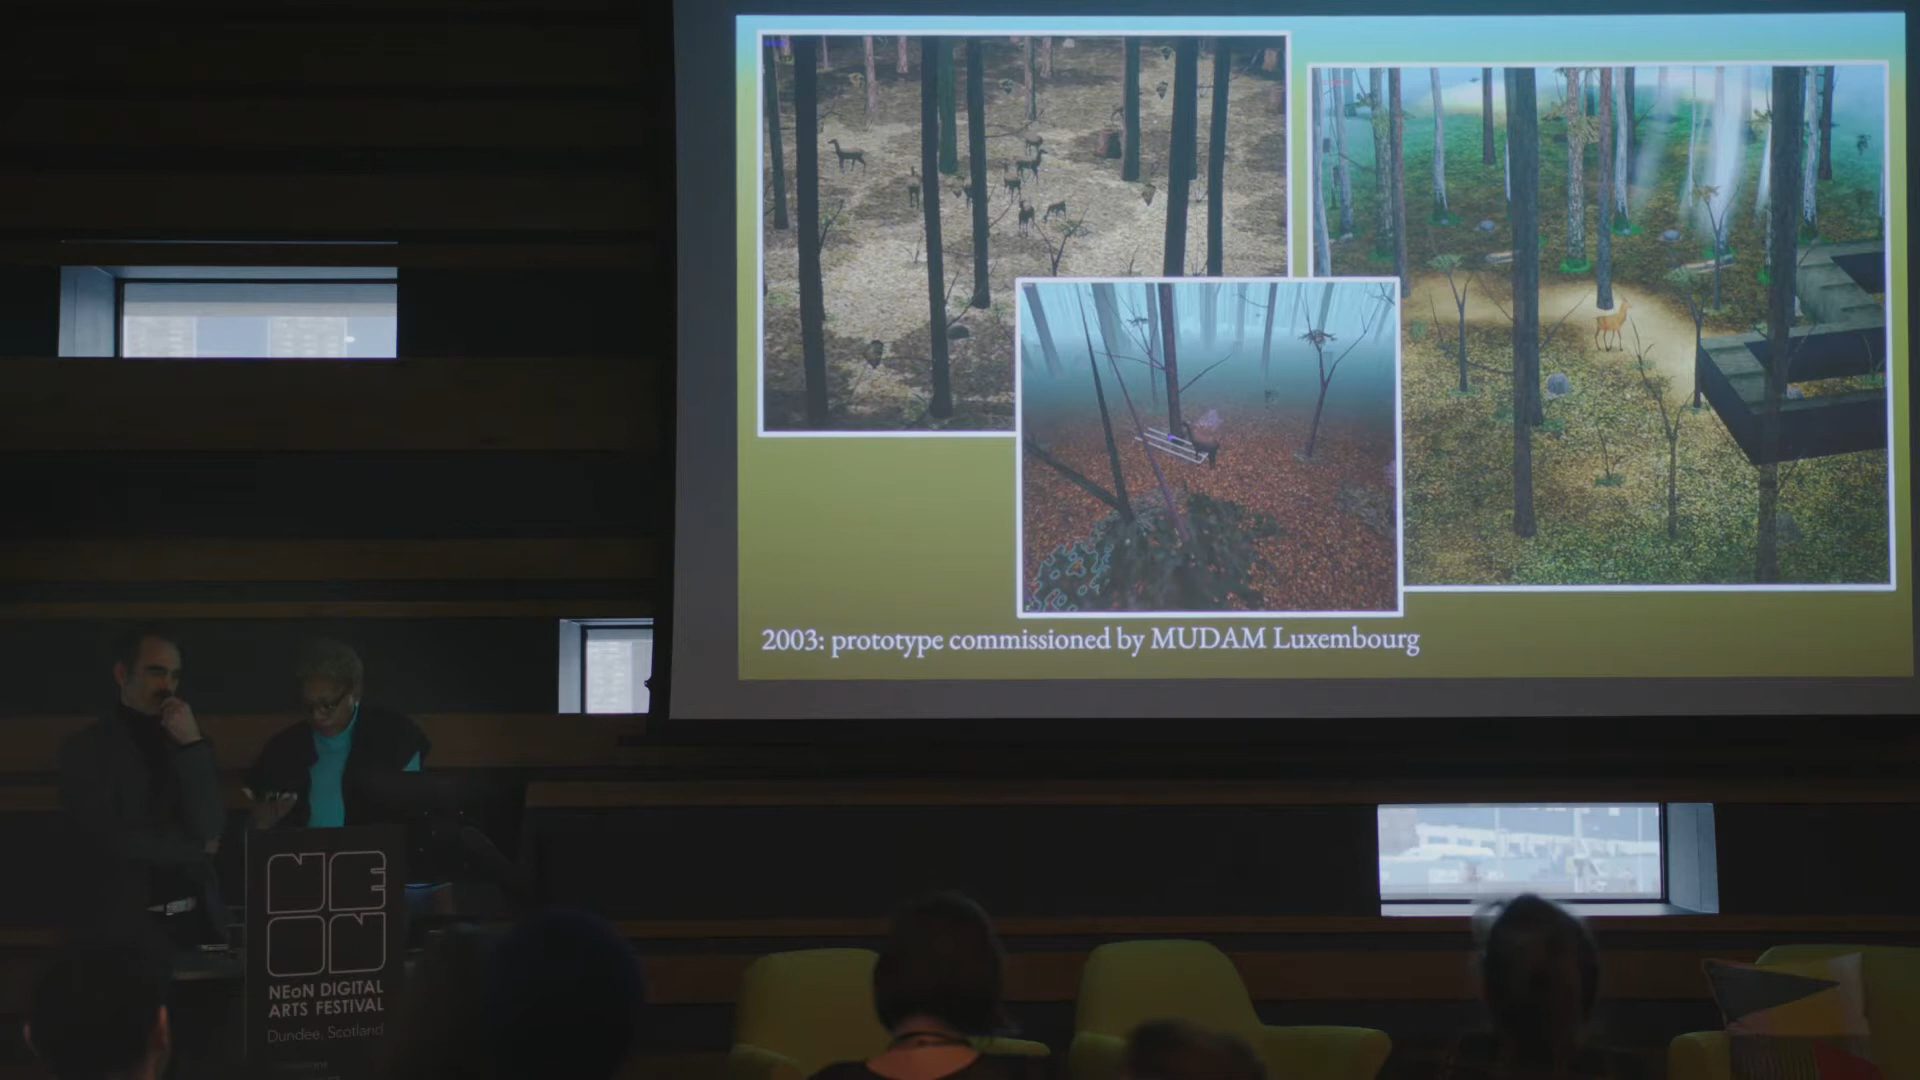 2003: prototype commissioned by MUDAM Luxembourg
NE
ON
NEoN DIGITAL
ARTS FESTIVAL
Dundee, Scotland